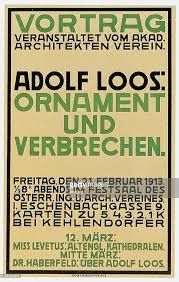 VORTRAG
VERANSTALTET VOM AKAD.
ARCHITEKTEN VEREIN.
ADOLF LOOS:
ORNAMENT
UND
VERBRECHEN.
FREITAG, DEN 21. FEBRUAR 1913
½8ʰ ABENDS IM FESTSAAL DES
ÖSTERR. ING. U. ARCH. VEREINES,
I. ESCHENBACHGASSE 9.
KARTEN ZU 5, 4, 3, 2, 1 K
BEI KEHLENDORFER
12. MÄRZ:
MISS LEVETUS: ALTENGL. KATHEDRALEN.
MITTE MÄRZ:
DR. HABERFELD: ÜBER ADOLF LOOS.
gettyimages